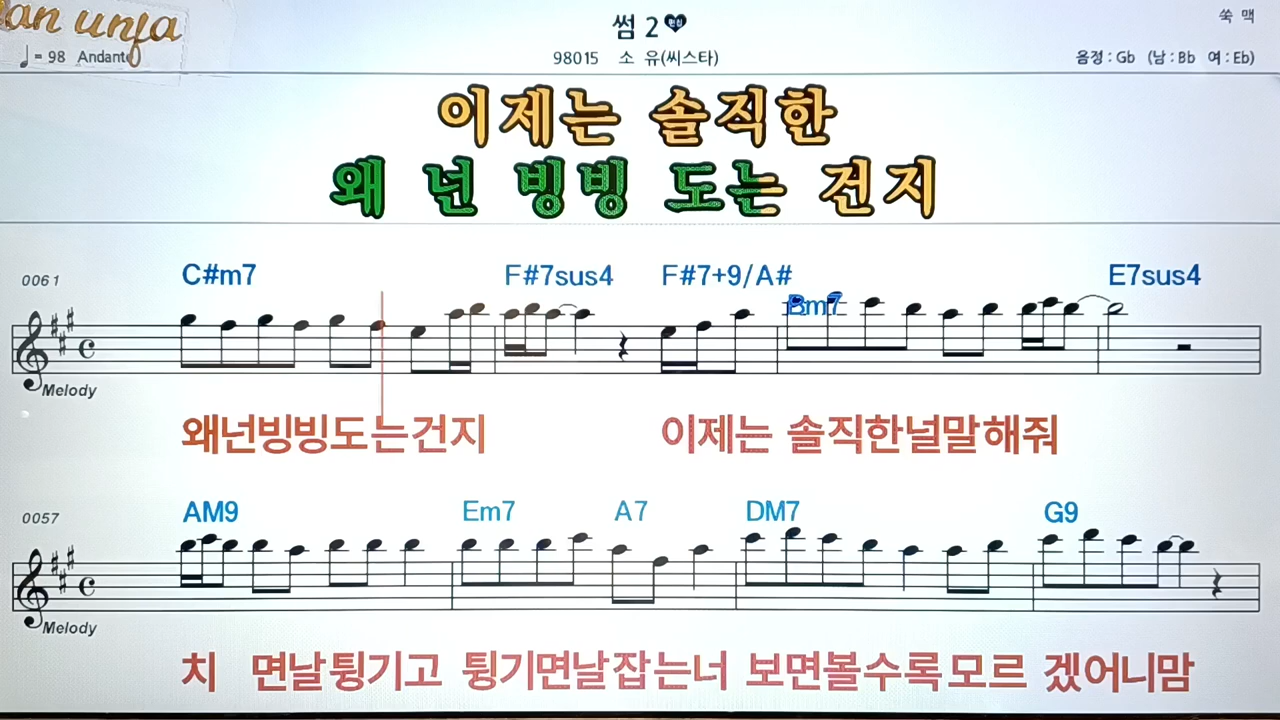 an unfa
썸 2
쑥 맥
♩= 98 Andante
98015 소 유(씨스타)
음정 : Gb (남 : Bb 여 : Eb)
이제는 솔직한
왜 넌 빙빙 도는 건지
0061
C#m7 F#7sus4 F#7+9/A# Bm7 E7sus4
Melody
왜넌빙빙도는건지 이제는 솔직한널말해줘
0057
AM9 Em7 A7 DM7 G9
Melody
치 면날튕기고 튕기면날잡는너 보면볼수록모르 겠어니맘